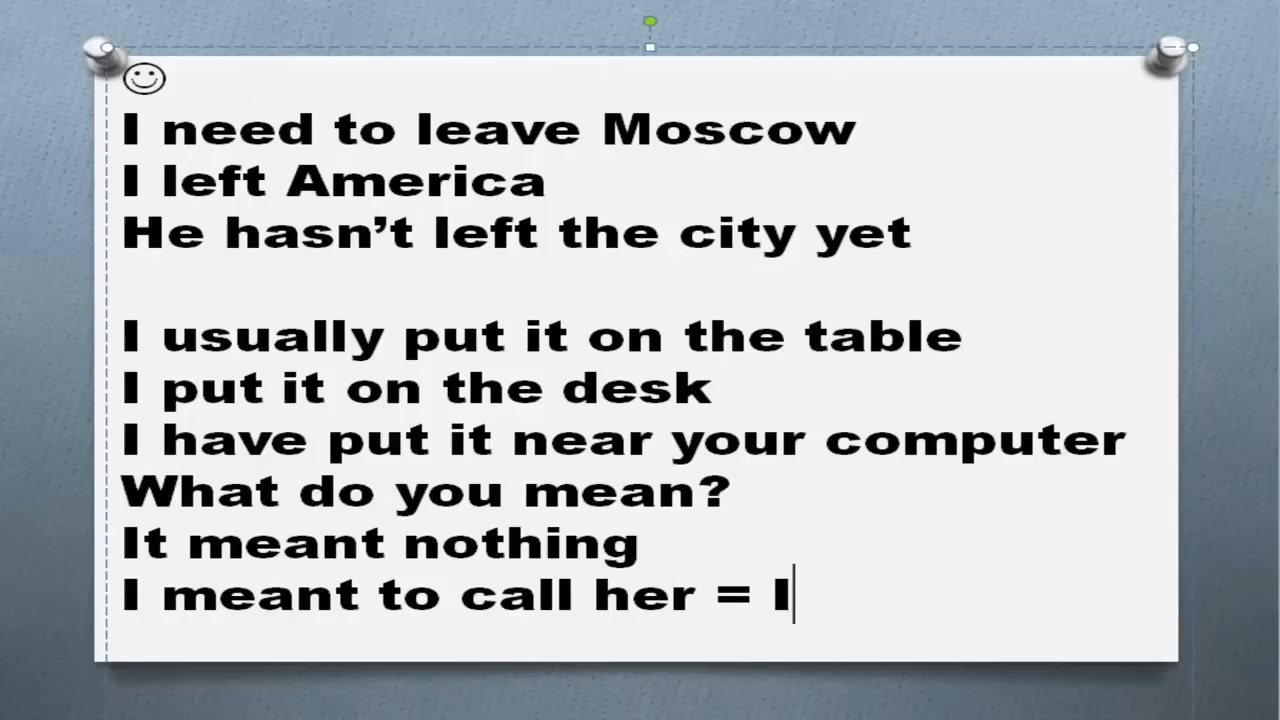 I need to leave Moscow
I left America
He hasn’t left the city yet
I usually put it on the table
I put it on the desk
I have put it near your computer
What do you mean?
It meant nothing
I meant to call her = I